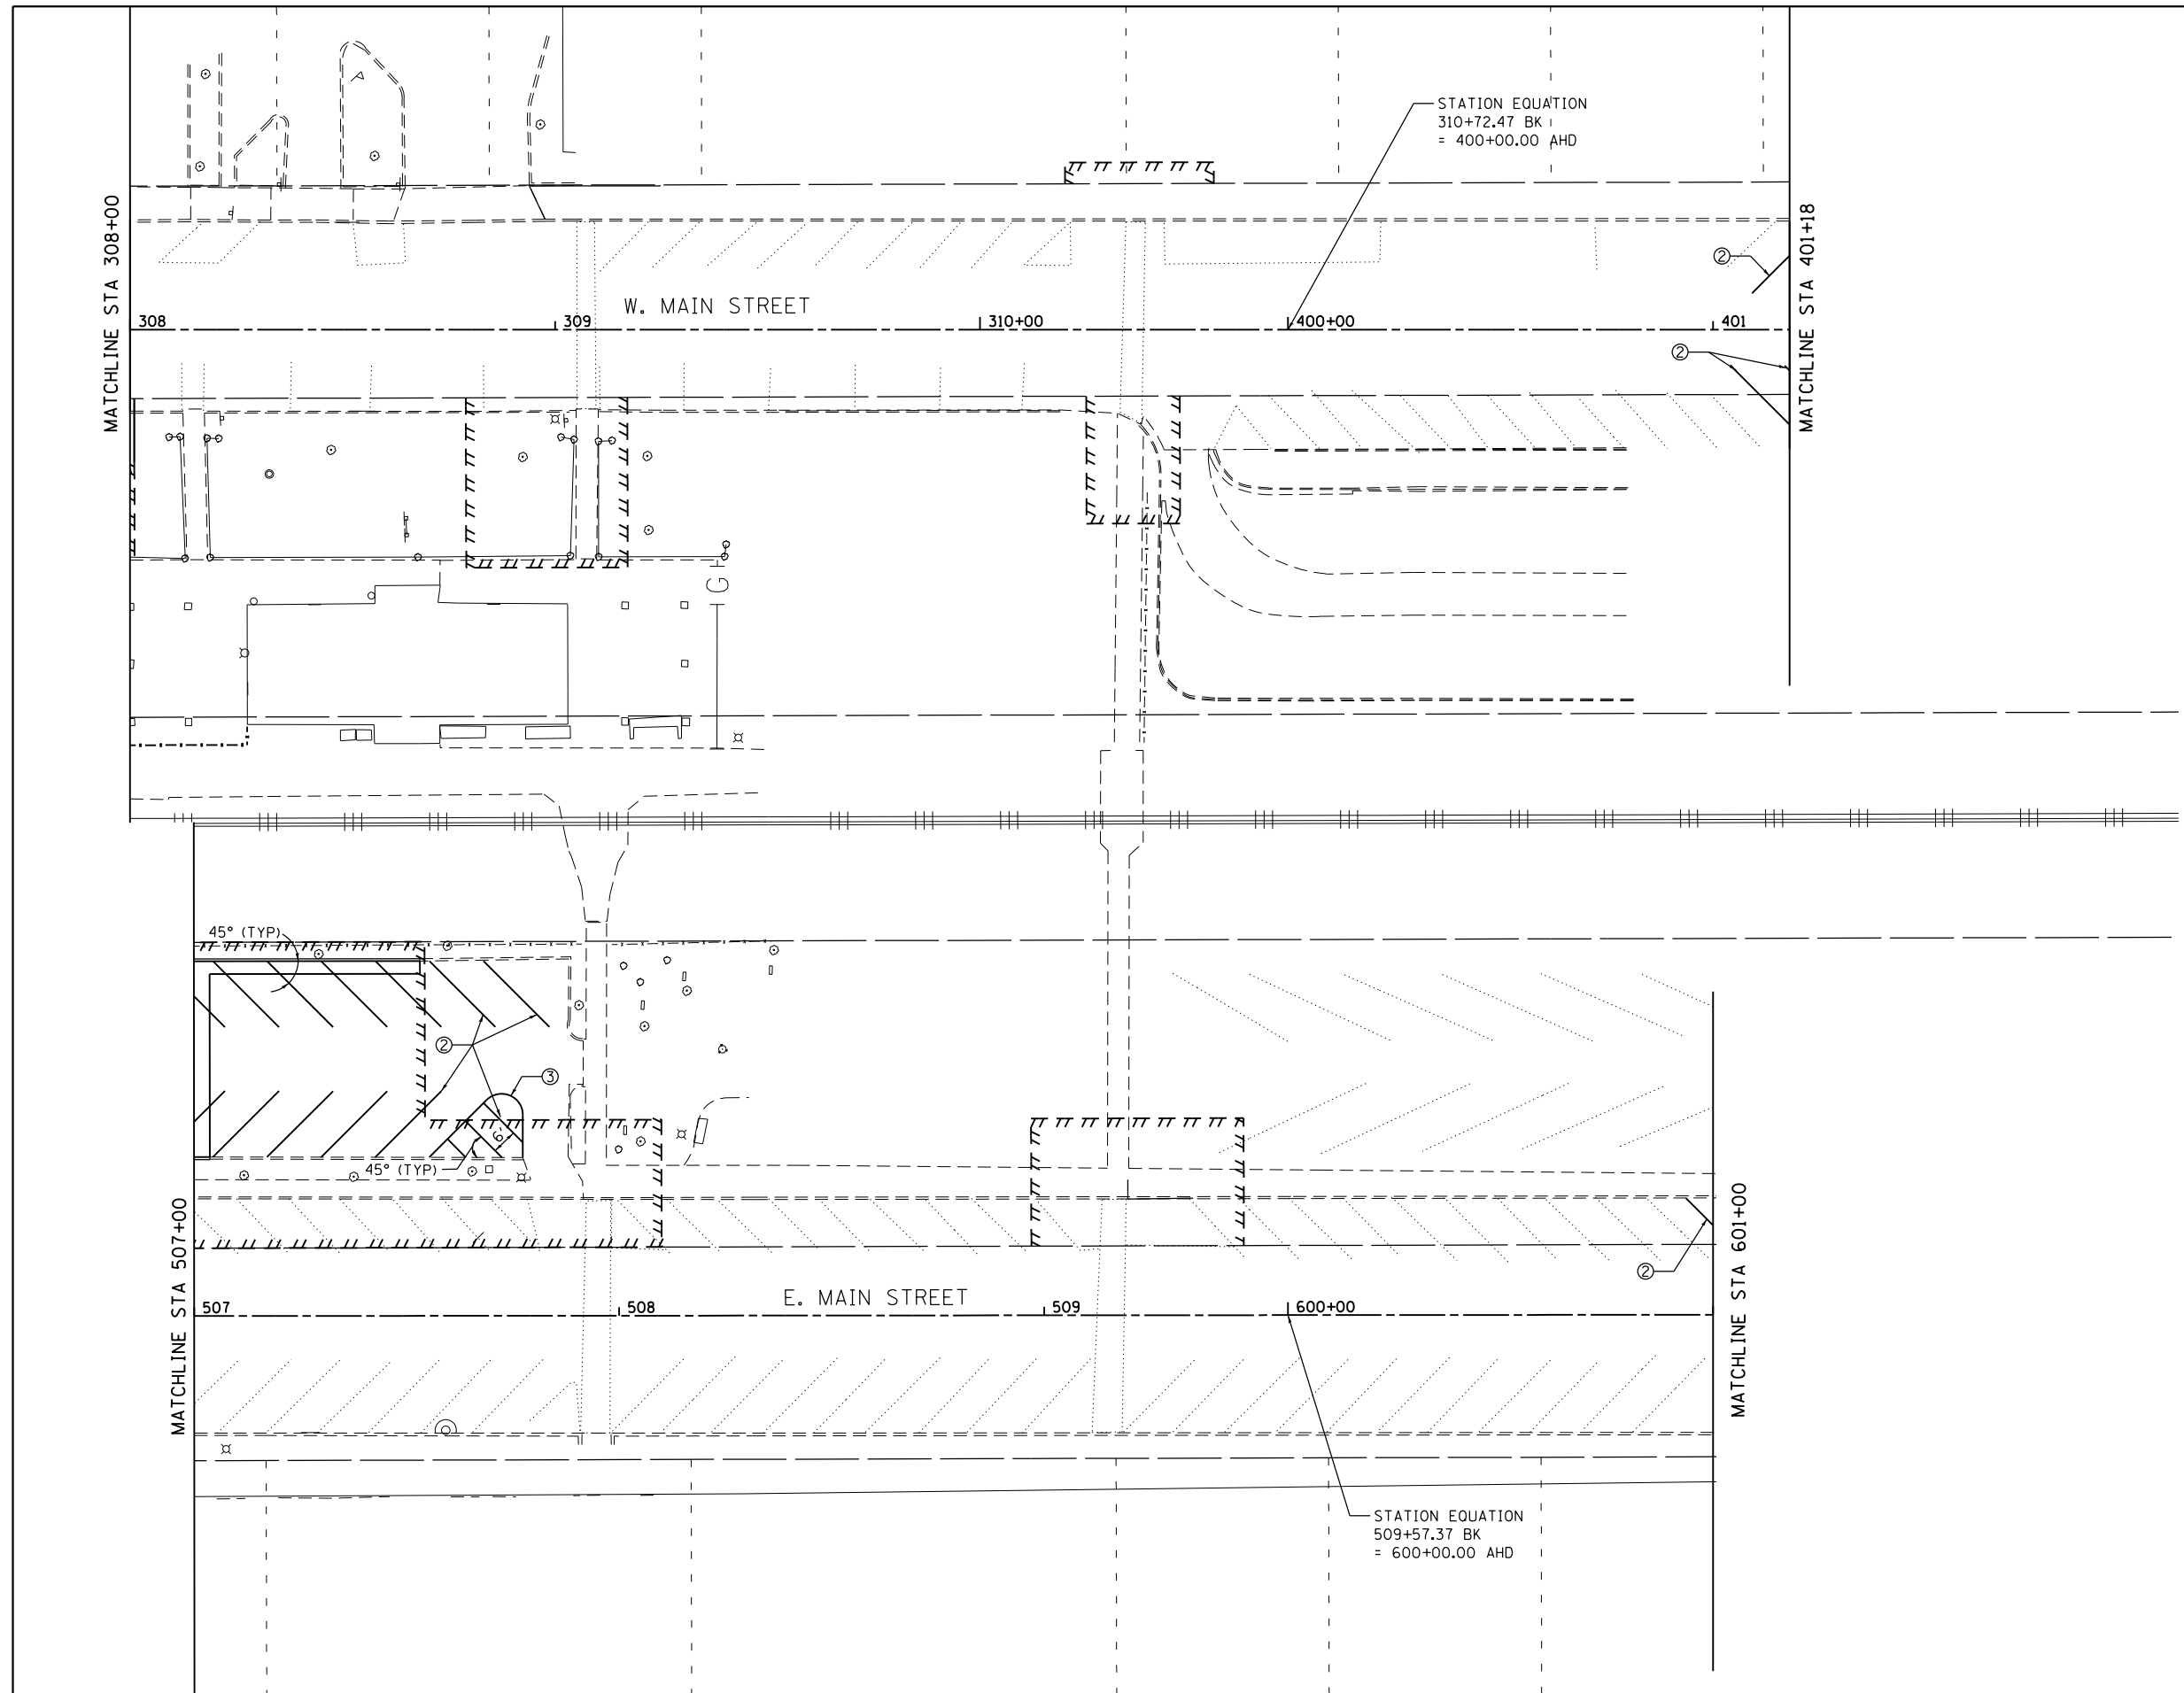 STATION EQUATION
310+72.47 BK
= 400+00.00 AHD
MATCHLINE STA 308+00
MATCHLINE STA 401+18
2
W. MAIN STREET
308
309
310+00
400+00
401
2
G
45° (TYP)
2
3
6'
45° (TYP)
MATCHLINE STA 507+00
MATCHLINE STA 601+00
2
E. MAIN STREET
507
508
509
600+00
STATION EQUATION
509+57.37 BK
= 600+00.00 AHD